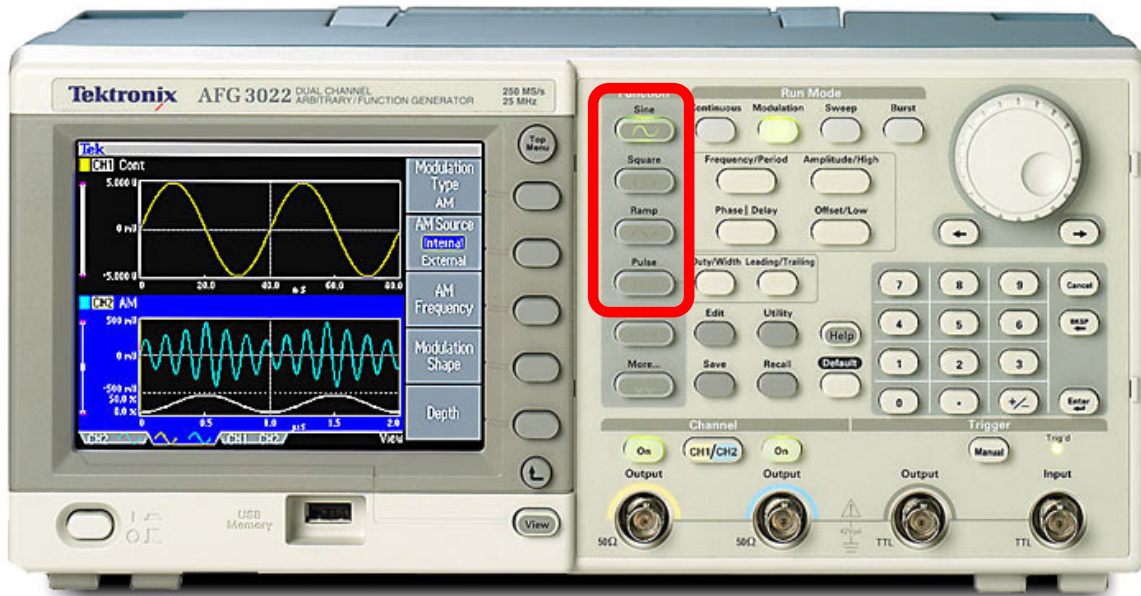 Tektronix AFG 3022 DUAL CHANNEL ARBITRARY/FUNCTION GENERATOR 250 MS/s 25 MHz
Tek
CH1 Cont
5.000 V
0 mV
-5.000 V
0 20.0 40.0 60.0 80.0
CH2 AM
500 mV
0 mV
-500 mV
50.0 %
0.0 %
0 0.5 1.0 µs 1.5 2.0
CH2 CH1 CH2 View
Modulation
Type
AM
AM Source
Internal
External
AM
Frequency
Modulation
Shape
Depth
Top
Menu
View
USB
Memory
Function Run Mode
Sine Continuous Modulation Sweep Burst
Square Frequency/Period Amplitude/High
Ramp Phase Delay Offset/Low
Pulse Duty/Width Leading/Trailing
Edit Utility
Help
More... Save Recall Default
7 8 9 Cancel
4 5 6 BKSP
1 2 3
0 . +/- Enter
Channel Trigger
On CH1/CH2 On Manual Trig'd
Output Output Output Input
50Ω 50Ω TTL TTL